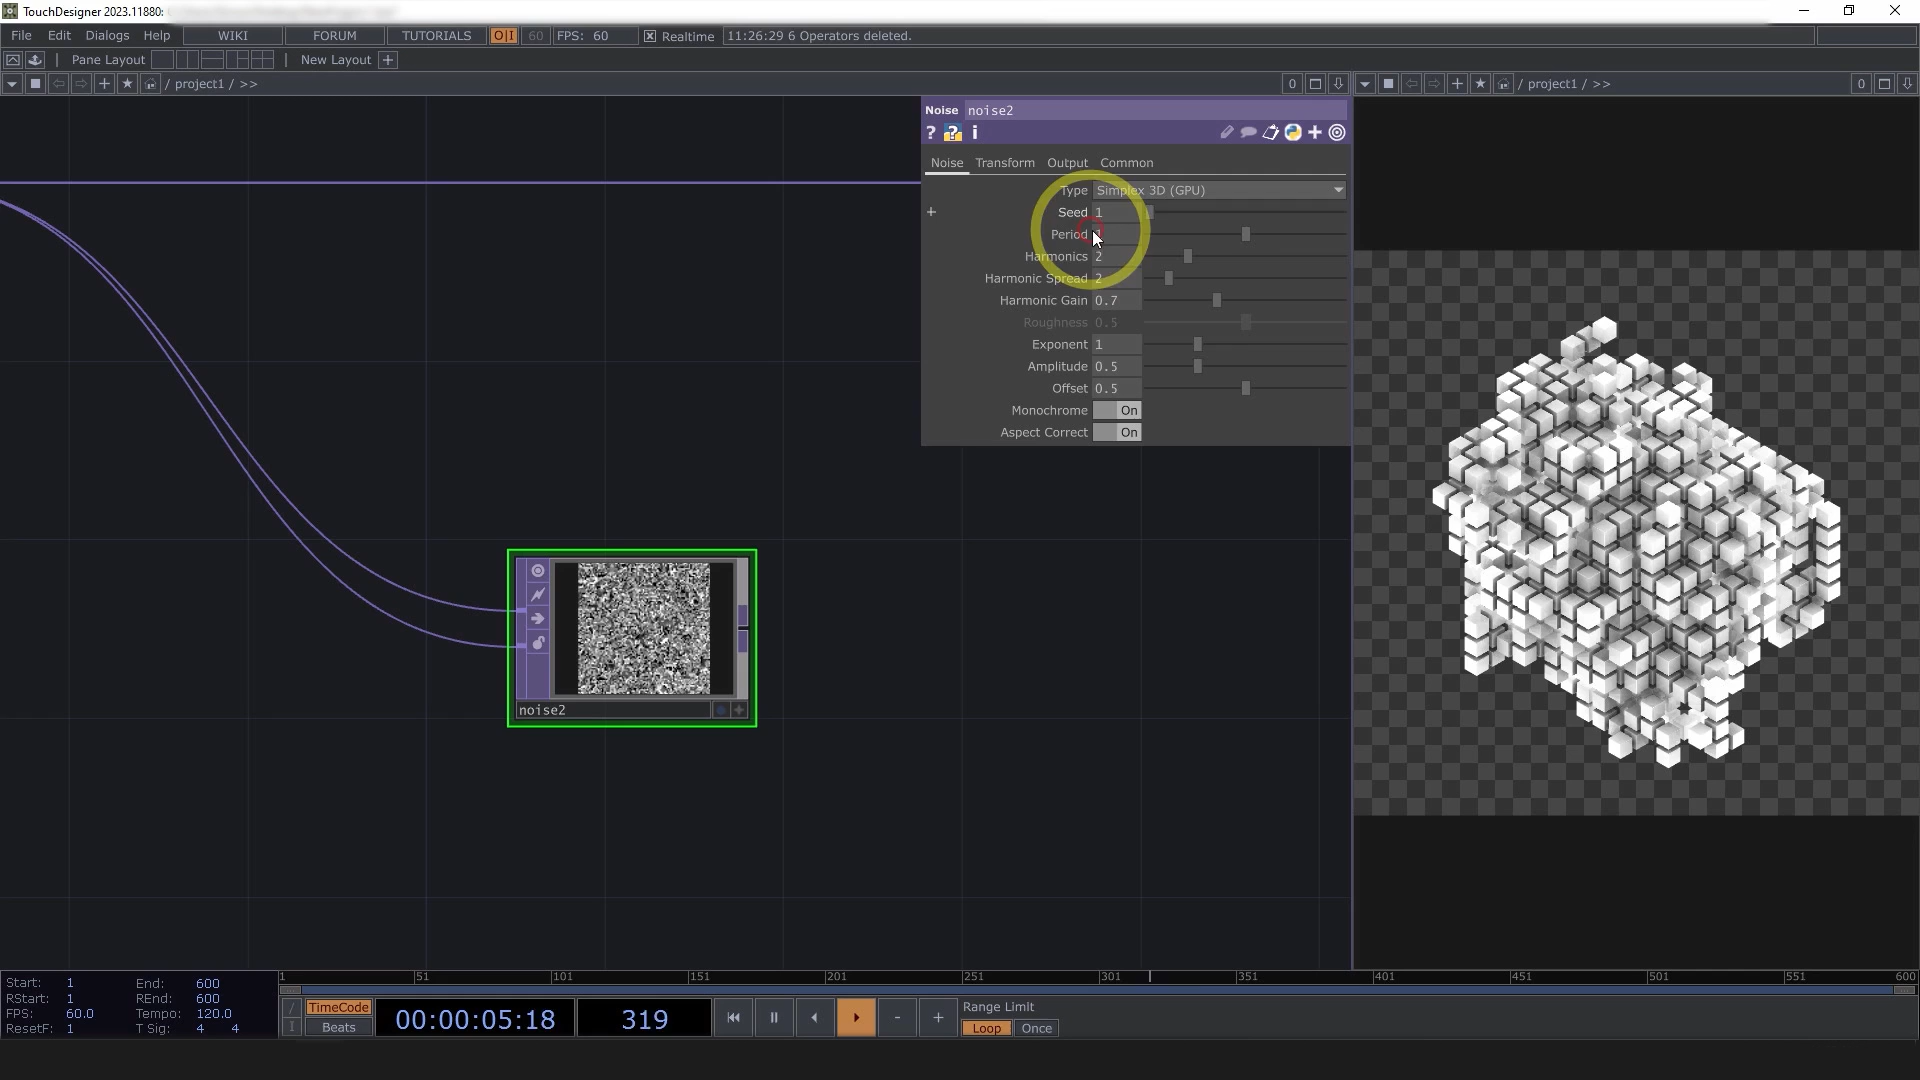 TouchDesigner 2023.11880:
File Edit Dialogs Help WIKI FORUM TUTORIALS O|I 60 FPS: 60 Realtime 11:26:29 6 Operators deleted.
Pane Layout New Layout +
/ project1 / >> 0
/ project1 / >> 0
Noise noise2
? ? i
Noise Transform Output Common
Type Simplex 3D (GPU)
+ Seed 1
Period
Harmonics 2
Harmonic Spread 2
Harmonic Gain 0.7
Roughness 0.5
Exponent 1
Amplitude 0.5
Offset 0.5
Monochrome On
Aspect Correct On
noise2
1 51 101 151 201 251 301 351 401 451 501 551 600
Start: 1 End: 600
RStart: 1 REnd: 600
FPS: 60.0 Tempo: 120.0
ResetF: 1 T Sig: 4 4
/ TimeCode
I Beats
00:00:05:18
319
- +
Range Limit
Loop Once